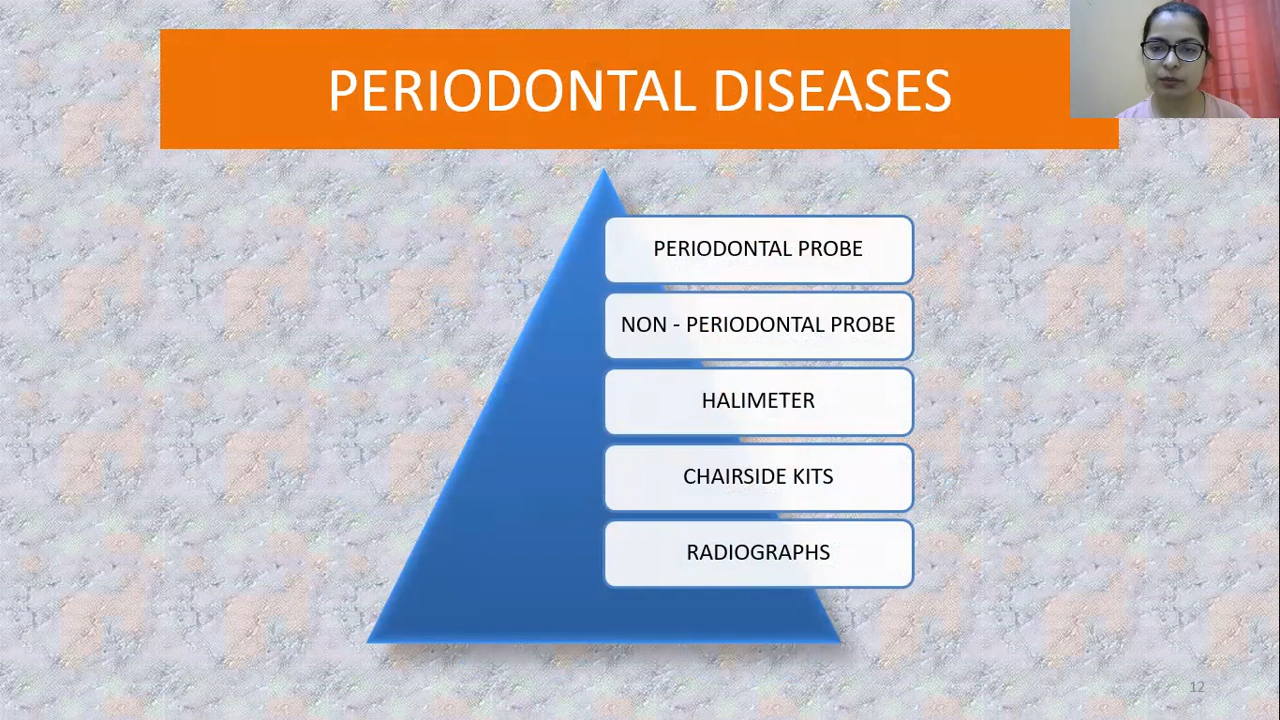 PERIODONTAL DISEASES
PERIODONTAL PROBE
NON - PERIODONTAL PROBE
HALIMETER
CHAIRSIDE KITS
RADIOGRAPHS
12